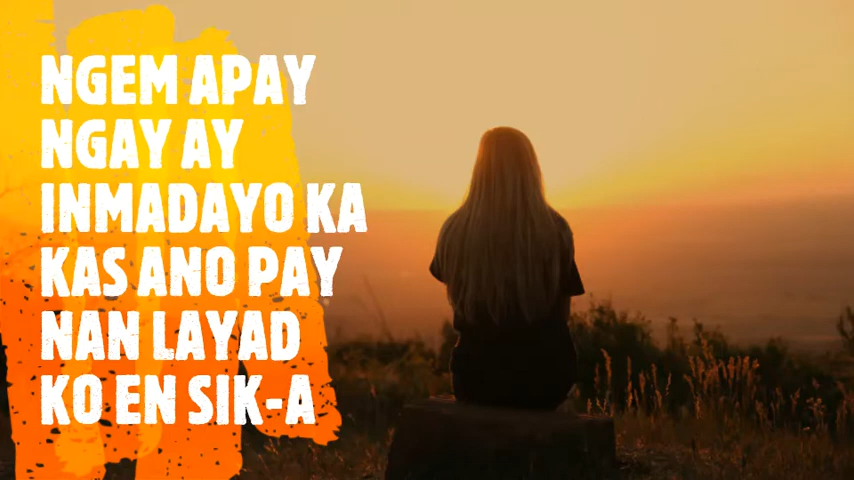 NGEM APAY
NGAY AY
INMADAYO KA
KAS ANO PAY
NAN LAYAD
KO EN SIK-A